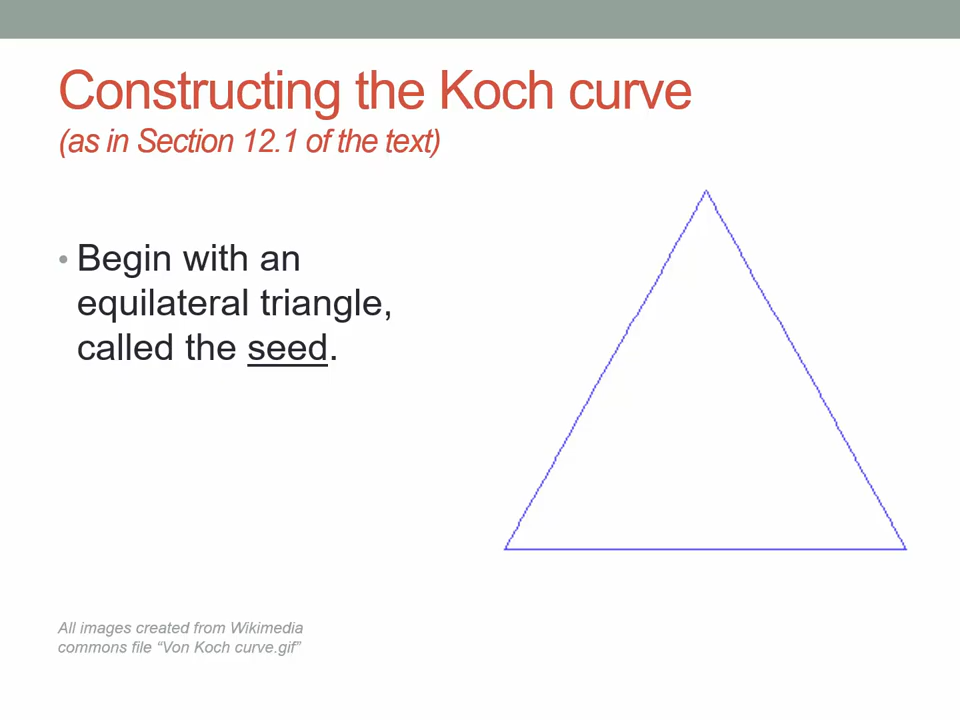 Constructing the Koch curve
(as in Section 12.1 of the text)
• Begin with an
equilateral triangle,
called the seed.
All images created from Wikimedia
commons file “Von Koch curve.gif”